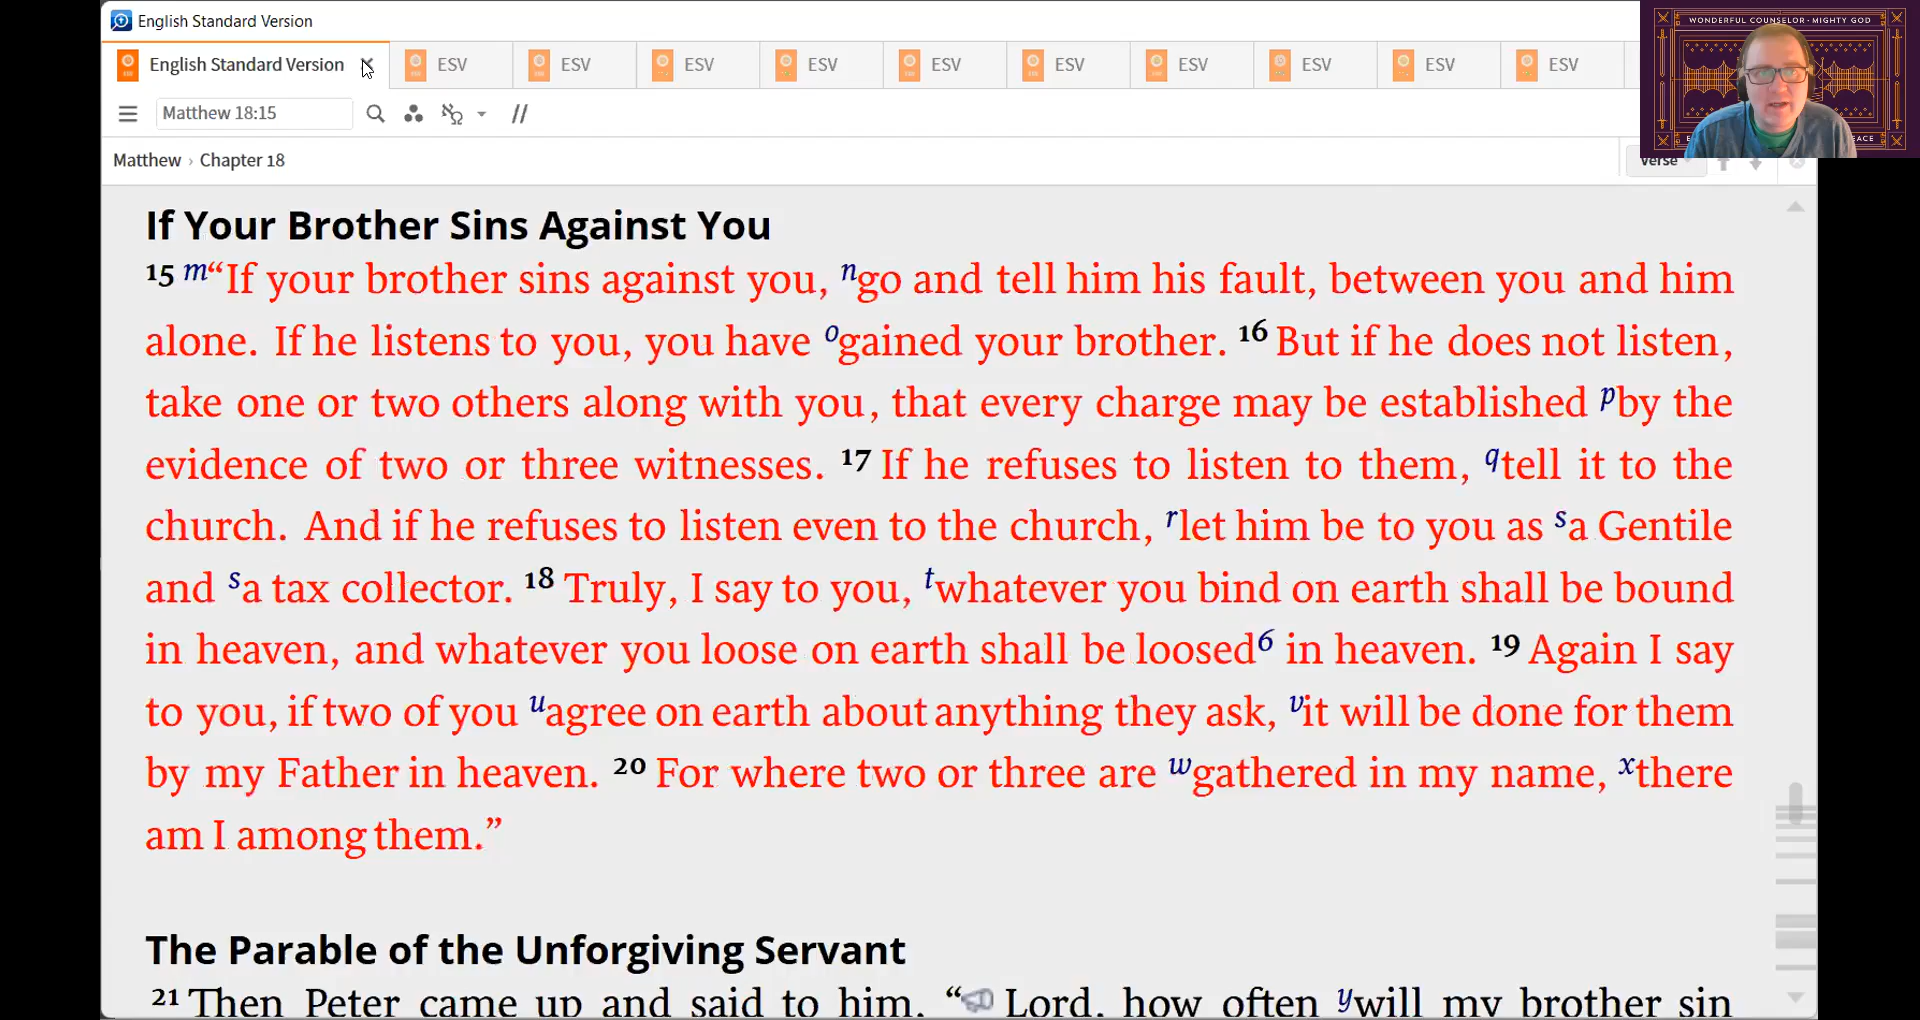 English Standard Version
English Standard Version ESV ESV ESV ESV ESV ESV ESV ESV ESV ESV
Matthew 18:15
Matthew › Chapter 18
Verse
WONDERFUL COUNSELOR · MIGHTY GOD
If Your Brother Sins Against You
15 m“If your brother sins against you, ngo and tell him his fault, between you and him
alone. If he listens to you, you have ogained your brother. 16 But if he does not listen,
take one or two others along with you, that every charge may be established pby the
evidence of two or three witnesses. 17 If he refuses to listen to them, qtell it to the
church. And if he refuses to listen even to the church, rlet him be to you as sa Gentile
and sa tax collector. 18 Truly, I say to you, twhatever you bind on earth shall be bound
in heaven, and whatever you loose on earth shall be loosed6 in heaven. 19 Again I say
to you, if two of you uagree on earth about anything they ask, vit will be done for them
by my Father in heaven. 20 For where two or three are wgathered in my name, xthere
am I among them.”
The Parable of the Unforgiving Servant
21 Then Peter came up and said to him, “Lord, how often ywill my brother sin